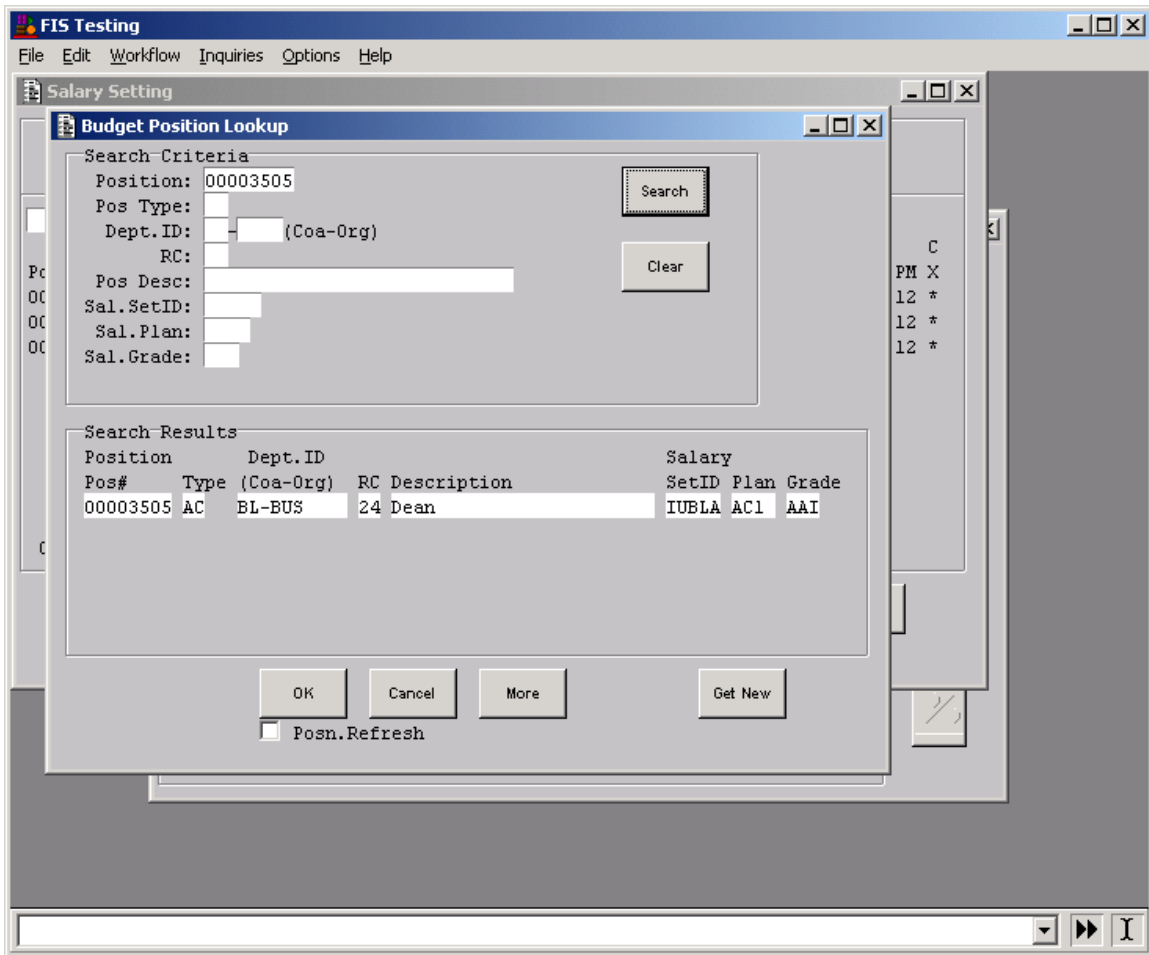 FIS Testing
File Edit Workflow Inquiries Options Help
Salary Setting
Budget Position Lookup
Search Criteria
Position: 00003505
Search
Pos Type:
Dept.ID: - (Coa-Org)
RC:
Clear
Pos Desc:
Sal.SetID:
Sal.Plan:
Sal.Grade:
C
PM X
12 *
12 *
12 *
Search Results
Position Dept.ID Salary
Pos# Type (Coa-Org) RC Description SetID Plan Grade
00003505 AC BL-BUS 24 Dean IUBLA AC1 AAI
OK Cancel More Get New
Posn.Refresh